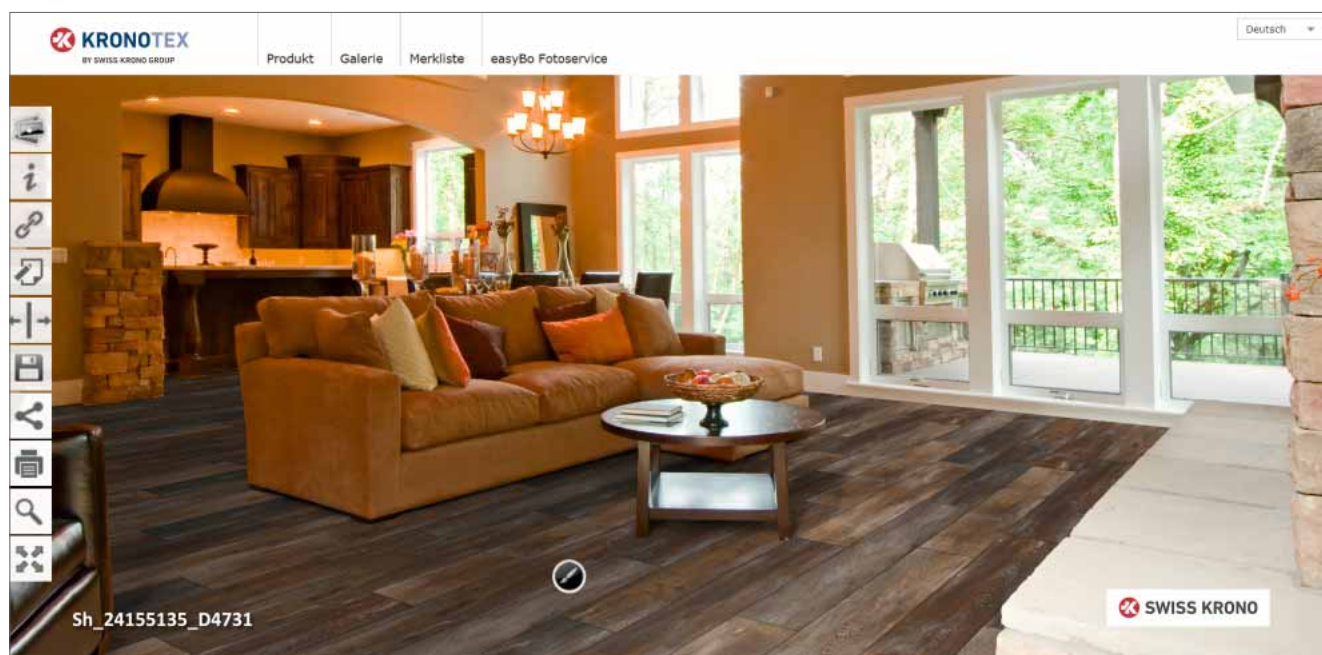 KRONOTEX
BY SWISS KRONO GROUP
Produkt
Galerie
Merkliste
easyBo Fotoservice
Deutsch
Sh_24155135_D4731
SWISS KRONO